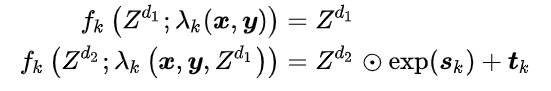 f_k (Z^{d_1}; λ_k(x, y)) = Z^{d_1}
f_k (Z^{d_2}; λ_k (x, y, Z^{d_1})) = Z^{d_2} ⊙ exp(s_k) + t_k